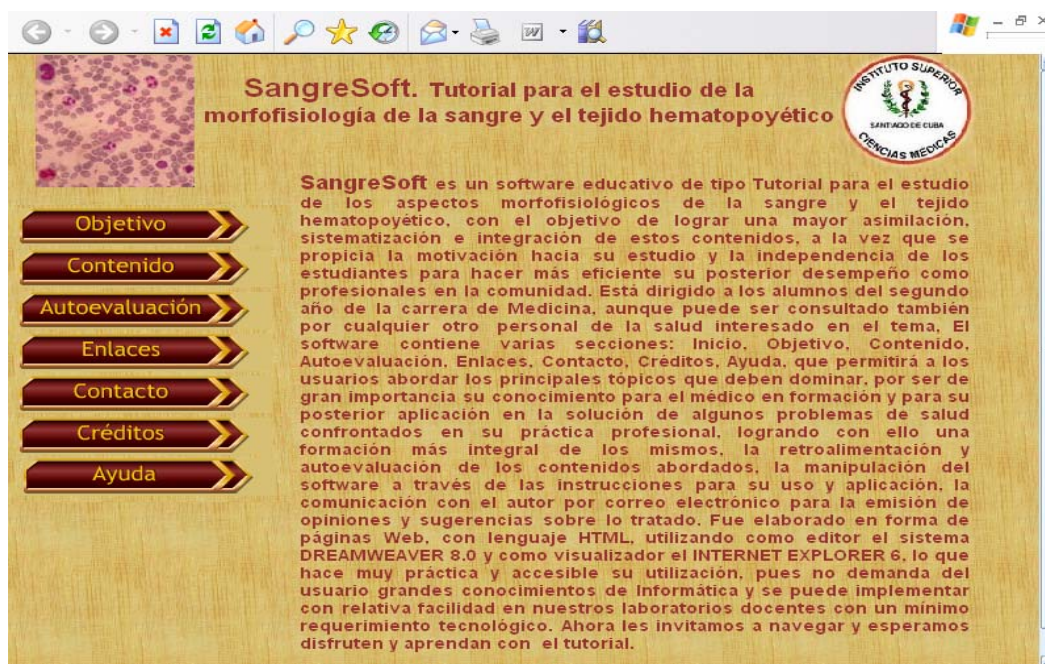 SangreSoft. Tutorial para el estudio de la
morfofisiología de la sangre y el tejido hematopoyético
INSTITUTO SUPERIOR
SANTIAGO DE CUBA
CIENCIAS MEDICAS
Objetivo
Contenido
Autoevaluación
Enlaces
Contacto
Créditos
Ayuda
SangreSoft es un software educativo de tipo Tutorial para el estudio
de los aspectos morfofisiológicos de la sangre y el tejido
hematopoyético, con el objetivo de lograr una mayor asimilación,
sistematización e integración de estos contenidos, a la vez que se
propicia la motivación hacia su estudio y la independencia de los
estudiantes para hacer más eficiente su posterior desempeño como
profesionales en la comunidad. Está dirigido a los alumnos del segundo
año de la carrera de Medicina, aunque puede ser consultado también
por cualquier otro personal de la salud interesado en el tema, El
software contiene varias secciones: Inicio, Objetivo, Contenido,
Autoevaluación, Enlaces, Contacto, Créditos, Ayuda, que permitirá a los
usuarios abordar los principales tópicos que deben dominar, por ser de
gran importancia su conocimiento para el médico en formación y para su
posterior aplicación en la solución de algunos problemas de salud
confrontados en su práctica profesional, logrando con ello una
formación más integral de los mismos, la retroalimentación y
autoevaluación de los contenidos abordados, la manipulación del
software a través de las instrucciones para su uso y aplicación, la
comunicación con el autor por correo electrónico para la emisión de
opiniones y sugerencias sobre lo tratado. Fue elaborado en forma de
páginas Web, con lenguaje HTML, utilizando como editor el sistema
DREAMWEAVER 8.0 y como visualizador el INTERNET EXPLORER 6, lo que
hace muy práctica y accesible su utilización, pues no demanda del
usuario grandes conocimientos de Informática y se puede implementar
con relativa facilidad en nuestros laboratorios docentes con un mínimo
requerimiento tecnológico. Ahora les invitamos a navegar y esperamos
disfruten y aprendan con el tutorial.